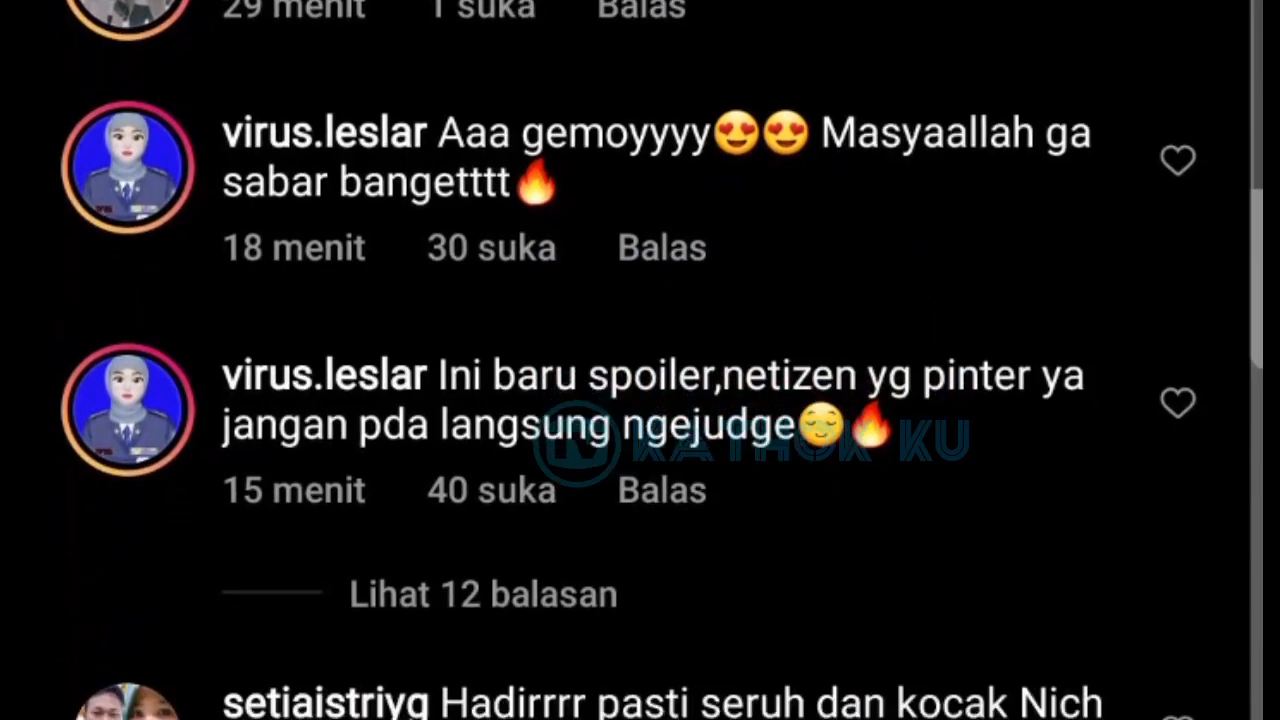 29 menit 1 suka Balas
virus.leslar Aaa gemoyyyy😍😍 Masyaallah ga
sabar bangetttt🔥
18 menit 30 suka Balas
virus.leslar Ini baru spoiler,netizen yg pinter ya
jangan pda langsung ngejudge😌🔥
KATHOK KU
15 menit 40 suka Balas
Lihat 12 balasan
setiaistriyg Hadirrrr pasti seruh dan kocak Nich